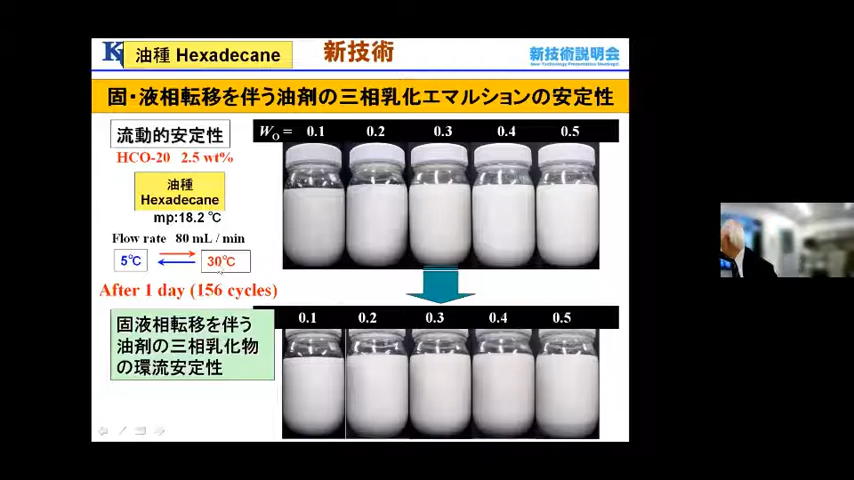 K
油種 Hexadecane
新技術
新技術説明会
New Technology Presentation Meetings!
固・液相転移を伴う油剤の三相乳化エマルションの安定性
流動的安定性
HCO-20 2.5 wt%
油種
Hexadecane
mp:18.2 ℃
Flow rate 80 mL / min
5℃
30℃
After 1 day (156 cycles)
固液相転移を伴う
油剤の三相乳化物
の環流安定性
WO = 0.1 0.2 0.3 0.4 0.5
0.1 0.2 0.3 0.4 0.5